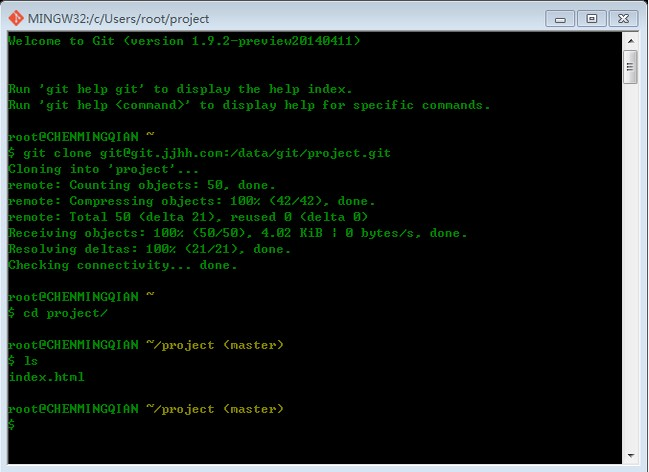 MINGW32:/c/Users/root/project
Welcome to Git (version 1.9.2-preview20140411)
Run 'git help git' to display the help index.
Run 'git help <command>' to display help for specific commands.
root@CHENMINGQIAN ~
$ git clone git@git.jjhh.com:/data/git/project.git
Cloning into 'project'...
remote: Counting objects: 50, done.
remote: Compressing objects: 100% (42/42), done.
remote: Total 50 (delta 21), reused 0 (delta 0)
Receiving objects: 100% (50/50), 4.02 KiB | 0 bytes/s, done.
Resolving deltas: 100% (21/21), done.
Checking connectivity... done.
root@CHENMINGQIAN ~
$ cd project/
root@CHENMINGQIAN ~/project (master)
$ ls
index.html
root@CHENMINGQIAN ~/project (master)
$